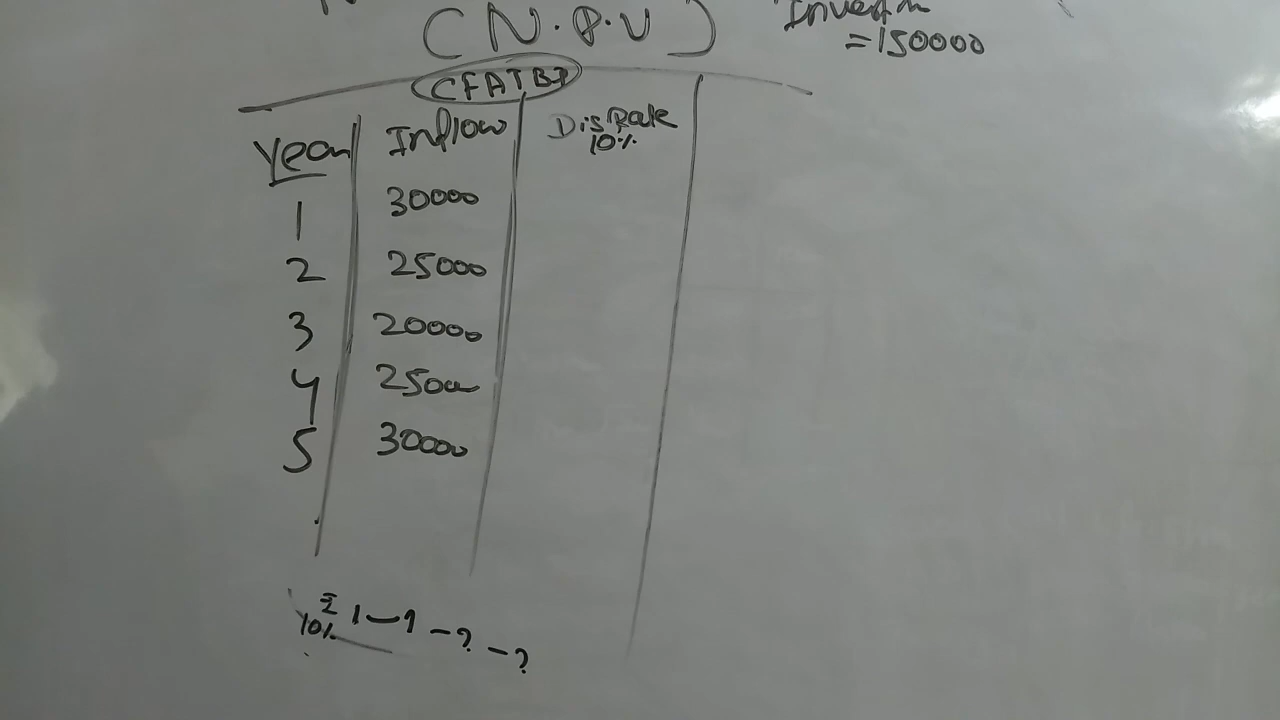 (N.P.V)
Investm
=150000
CFATBD
Year Inflow Dis Rate
10%
1 30000
2 25000
3 20000
4 25000
5 30000
10% 1 – 1 – ? – ?